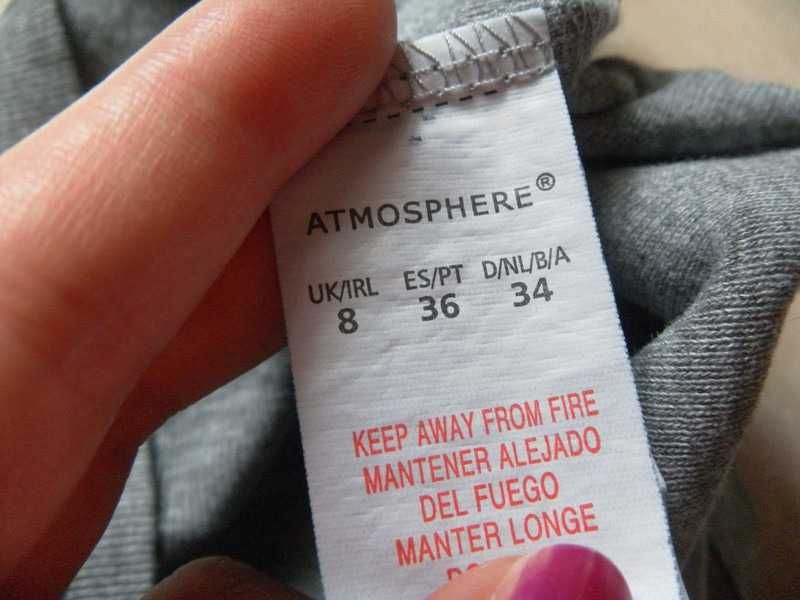 ATMOSPHERE®
UK/IRL ES/PT D/NL/B/A
8 36 34
KEEP AWAY FROM FIRE
MANTENER ALEJADO
DEL FUEGO
MANTER LONGE